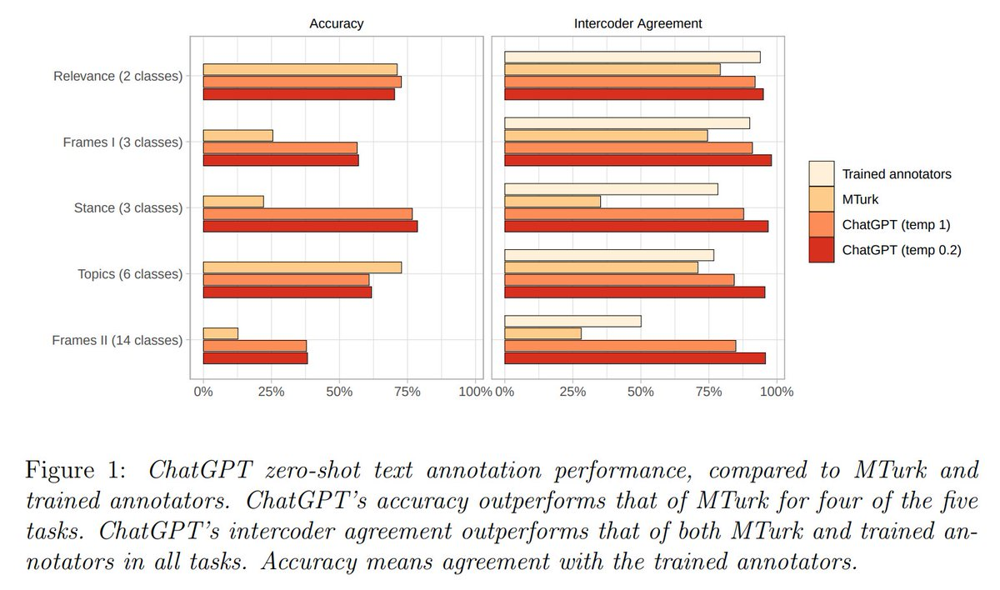 Accuracy
Intercoder Agreement
Relevance (2 classes)
Frames I (3 classes)
Stance (3 classes)
Topics (6 classes)
Frames II (14 classes)
0%
25%
50%
75%
100%
0%
25%
50%
75%
100%
Trained annotators
MTurk
ChatGPT (temp 1)
ChatGPT (temp 0.2)
Figure 1: ChatGPT zero-shot text annotation performance, compared to MTurk and
trained annotators. ChatGPT's accuracy outperforms that of MTurk for four of the five
tasks. ChatGPT's intercoder agreement outperforms that of both MTurk and trained an-
notators in all tasks. Accuracy means agreement with the trained annotators.